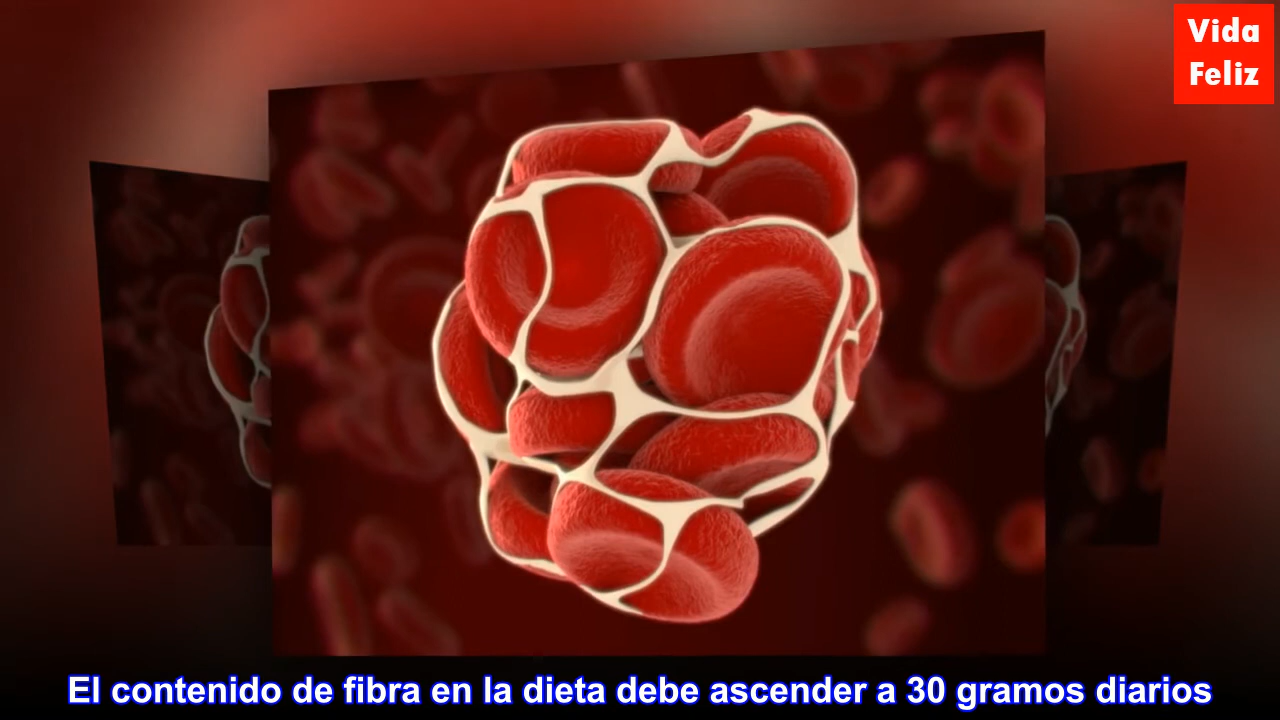 Vida
Feliz
El contenido de fibra en la dieta debe ascender a 30 gramos diarios